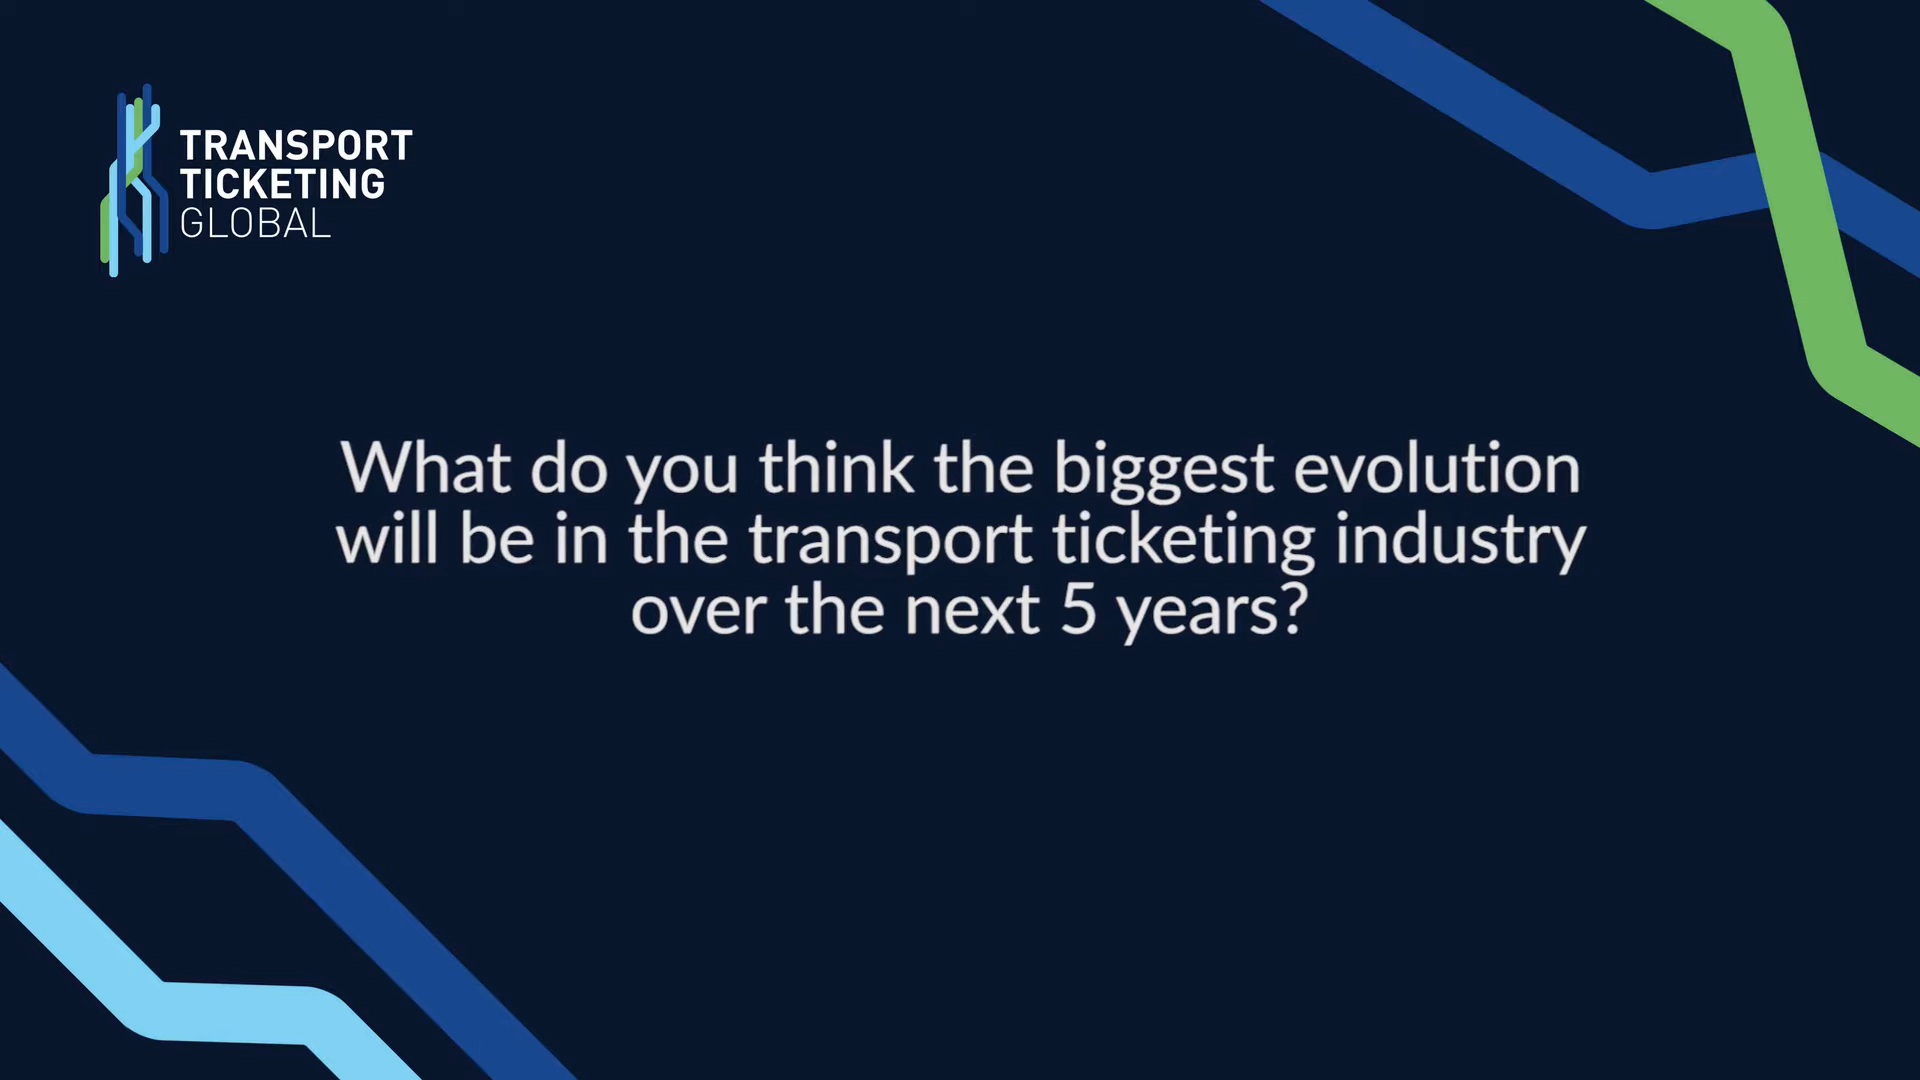 TRANSPORT
TICKETING
GLOBAL
What do you think the biggest evolution
will be in the transport ticketing industry
over the next 5 years?